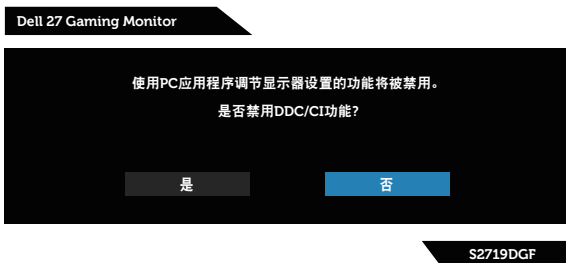 Dell 27 Gaming Monitor
使用PC应用程序调节显示器设置的功能将被禁用。
是否禁用DDC/CI功能?
是
否
S2719DGF